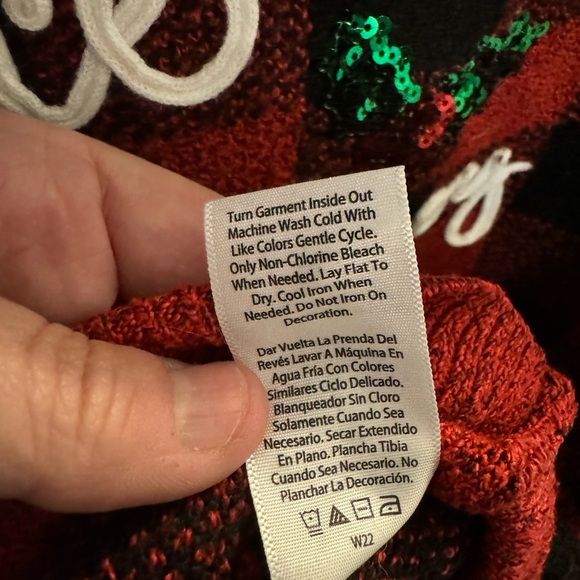 Turn Garment Inside Out
Machine Wash Cold With
Like Colors Gentle Cycle.
Only Non-Chlorine Bleach
When Needed. Lay Flat To
Dry. Cool Iron When
Needed. Do Not Iron On
Decoration.
Dar Vuelta La Prenda Del
Revés Lavar A Máquina En
Agua Fría Con Colores
Similares Ciclo Delicado.
Blanqueador Sin Cloro
Solamente Cuando Sea
Necesario. Secar Extendido
En Plano. Plancha Tibia
Cuando Sea Necesario. No
Planchar La Decoración.
W22